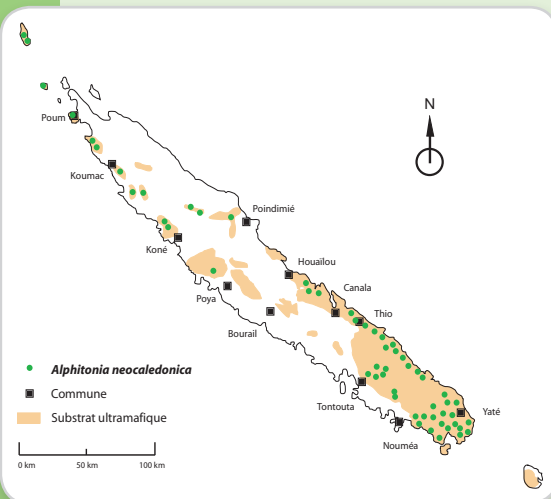 N
Poum
Koumac
Poindimié
Koné
Houaïlou
Canala
Poya
Thio
Bourail
Alphitonia neocaledonica
Commune
Tontouta
Yaté
Substrat ultramafique
Nouméa
0 km 50 km 100 km